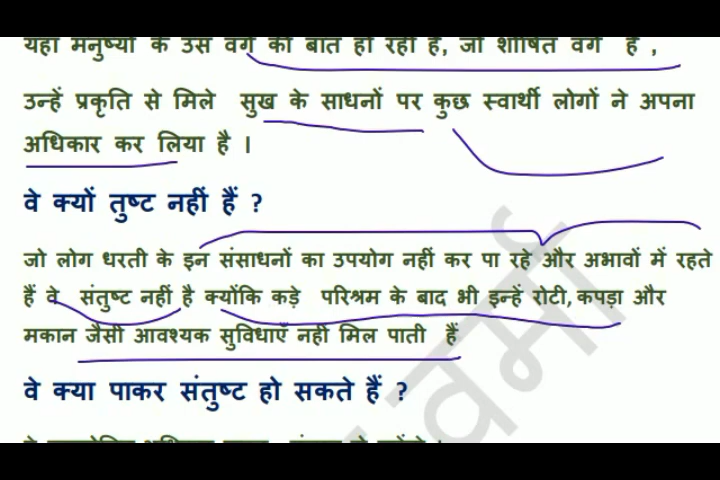 यहाँ मनुष्यों के उस वर्ग की बात हो रही है, जो शोषित वर्ग है ,
उन्हें प्रकृति से मिले सुख के साधनों पर कुछ स्वार्थी लोगों ने अपना
अधिकार कर लिया है ।
वे क्यों तुष्ट नहीं हैं ?
जो लोग धरती के इन संसाधनों का उपयोग नहीं कर पा रहे और अभावों में रहते
हैं वे संतुष्ट नहीं है क्योंकि कड़े परिश्रम के बाद भी इन्हें रोटी,कपड़ा और
मकान जैसी आवश्यक सुविधाएँ नही मिल पाती हैं
वे क्या पाकर संतुष्ट हो सकते हैं ?
वर्मा